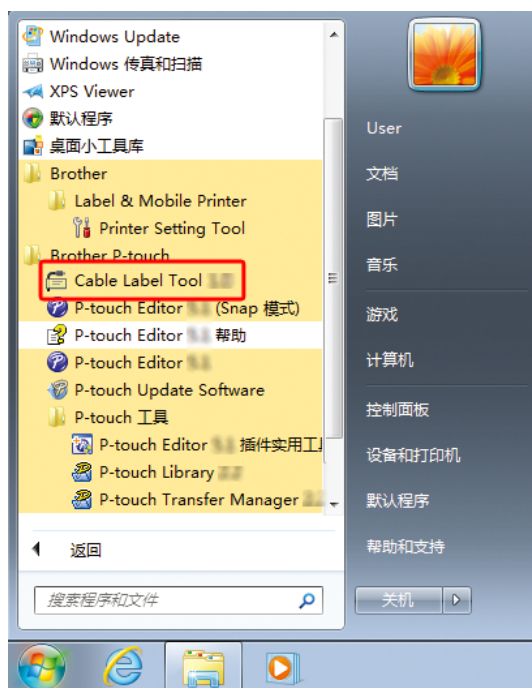 Windows Update
Windows 传真和扫描
XPS Viewer
默认程序
桌面小工具库
Brother
Label & Mobile Printer
Printer Setting Tool
Brother P-touch
Cable Label Tool
P-touch Editor (Snap 模式)
P-touch Editor 帮助
P-touch Editor
P-touch Update Software
P-touch 工具
P-touch Editor 插件实用工
P-touch Library
P-touch Transfer Manager
返回
搜索程序和文件
User
文档
图片
音乐
游戏
计算机
控制面板
设备和打印机
默认程序
帮助和支持
关机